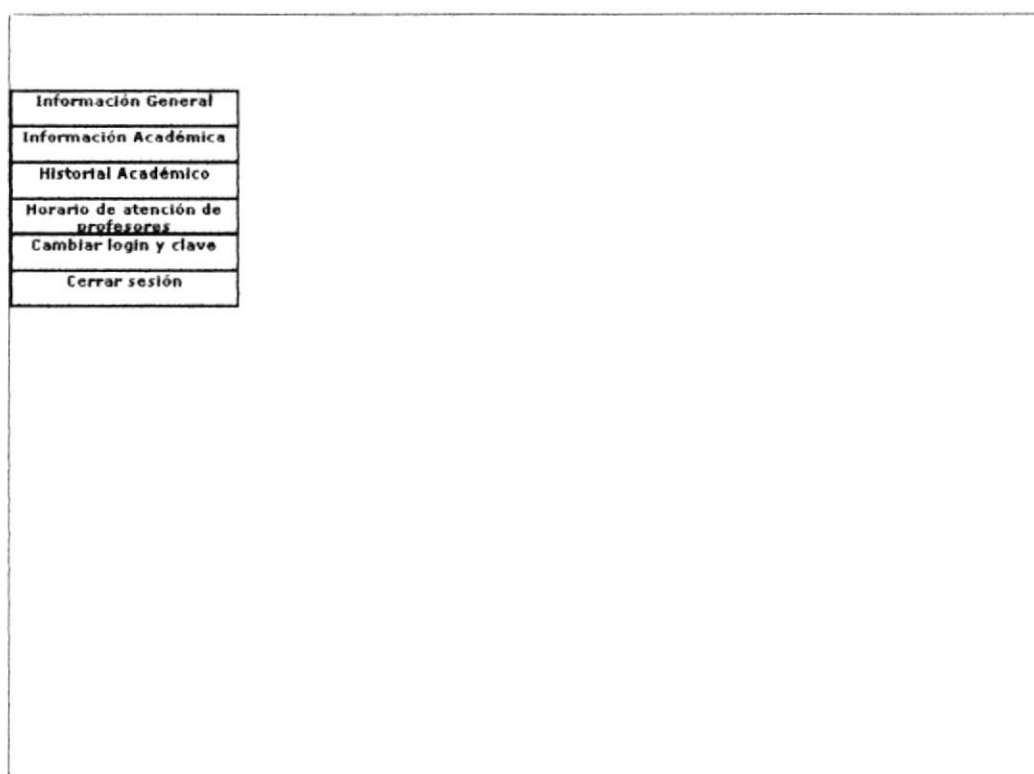 Información General
Información Académica
Historial Académico
Horario de atención de
profesores
Cambiar login y clave
Cerrar sesión